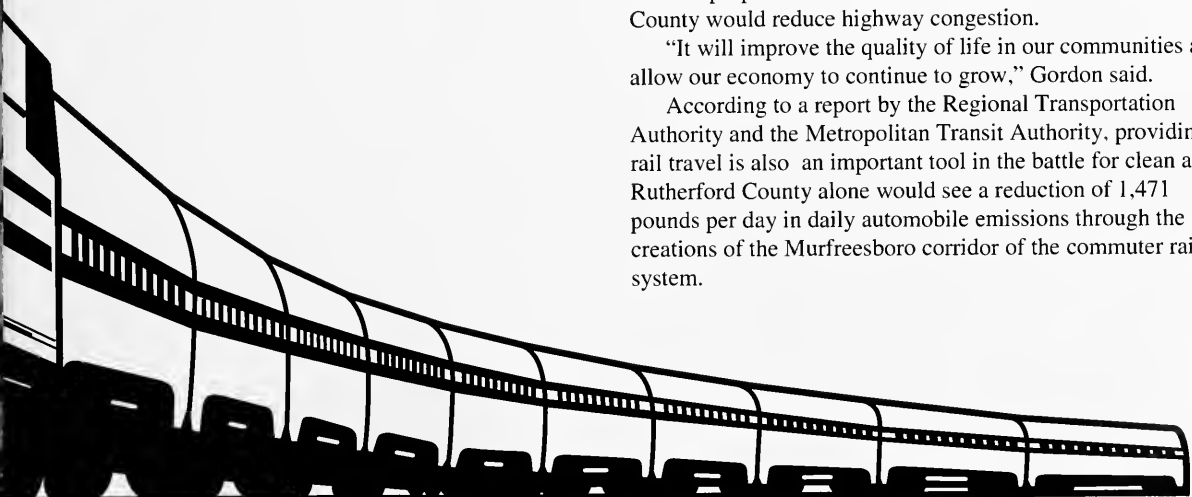 County would reduce highway congestion.
“It will improve the quality of life in our communities
allow our economy to continue to grow,” Gordon said.
According to a report by the Regional Transportation
Authority and the Metropolitan Transit Authority, providin
rail travel is also an important tool in the battle for clean a
Rutherford County alone would see a reduction of 1,471
pounds per day in daily automobile emissions through the
creations of the Murfreesboro corridor of the commuter rai
system.